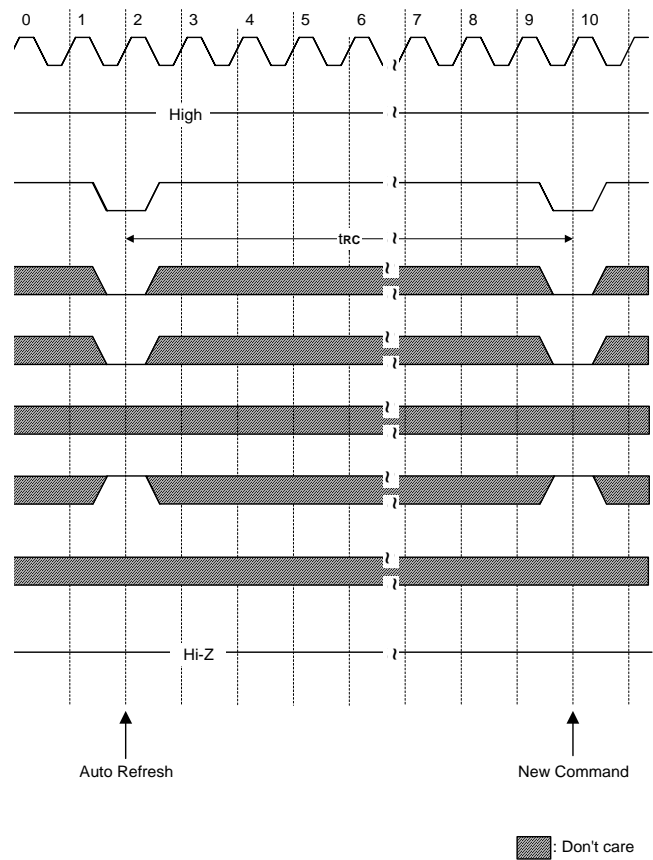 0 1 2 3 4 5 6 7 8 9 10
High
tRC
Hi-Z
Auto Refresh New Command
: Don't care